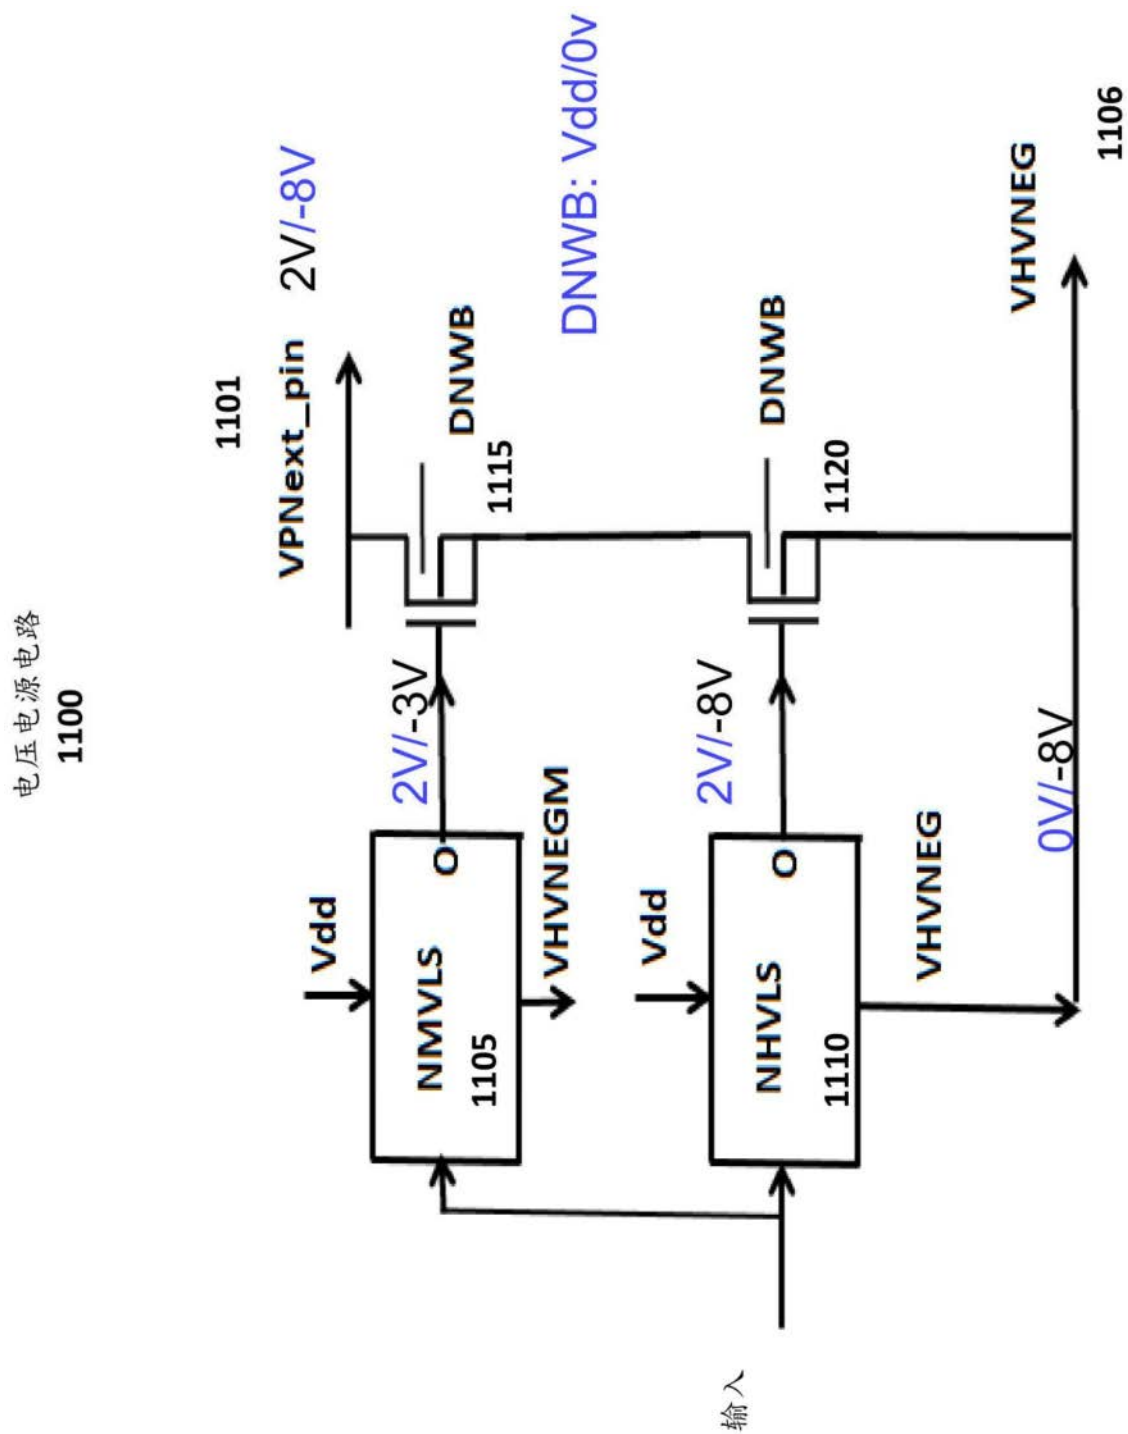 电压电源电路
1100
1101
VPNext_pin 2V/-8V
Vdd
NMVLS
1105
O
2V/-3V
DNWB
1115
VHVNEGM
DNWB: Vdd/0v
Vdd
输入
NHVLS
1110
O
2V/-8V
DNWB
1120
VHVNEG
0V/-8V
VHVNEG
1106